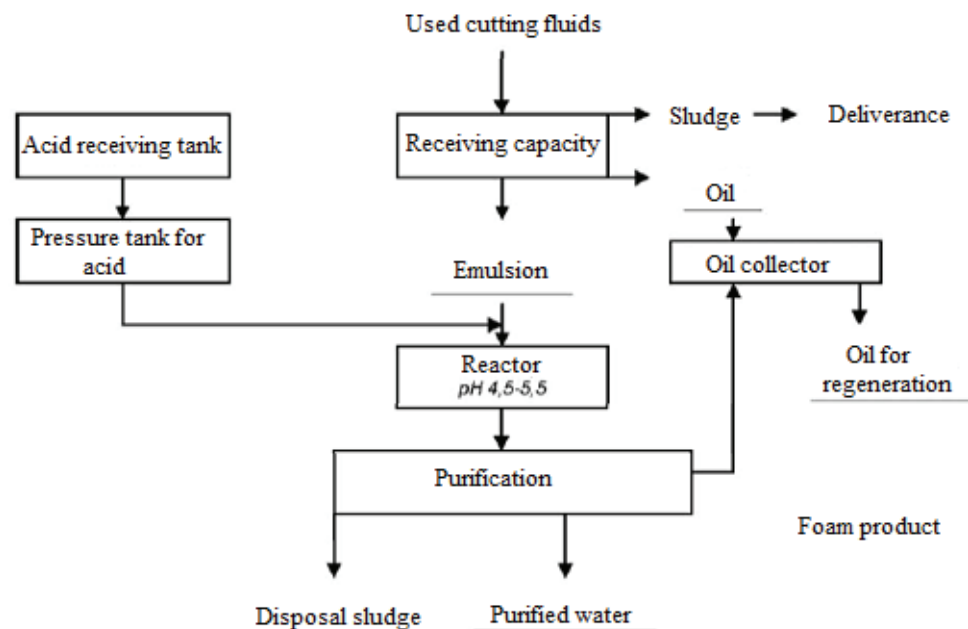 Used cutting fluids
Acid receiving tank
Receiving capacity
Sludge
Deliverance
Pressure tank for
acid
Oil
Oil collector
Emulsion
Reactor
pH 4,5-5,5
Oil for
regeneration
Purification
Foam product
Disposal sludge
Purified water